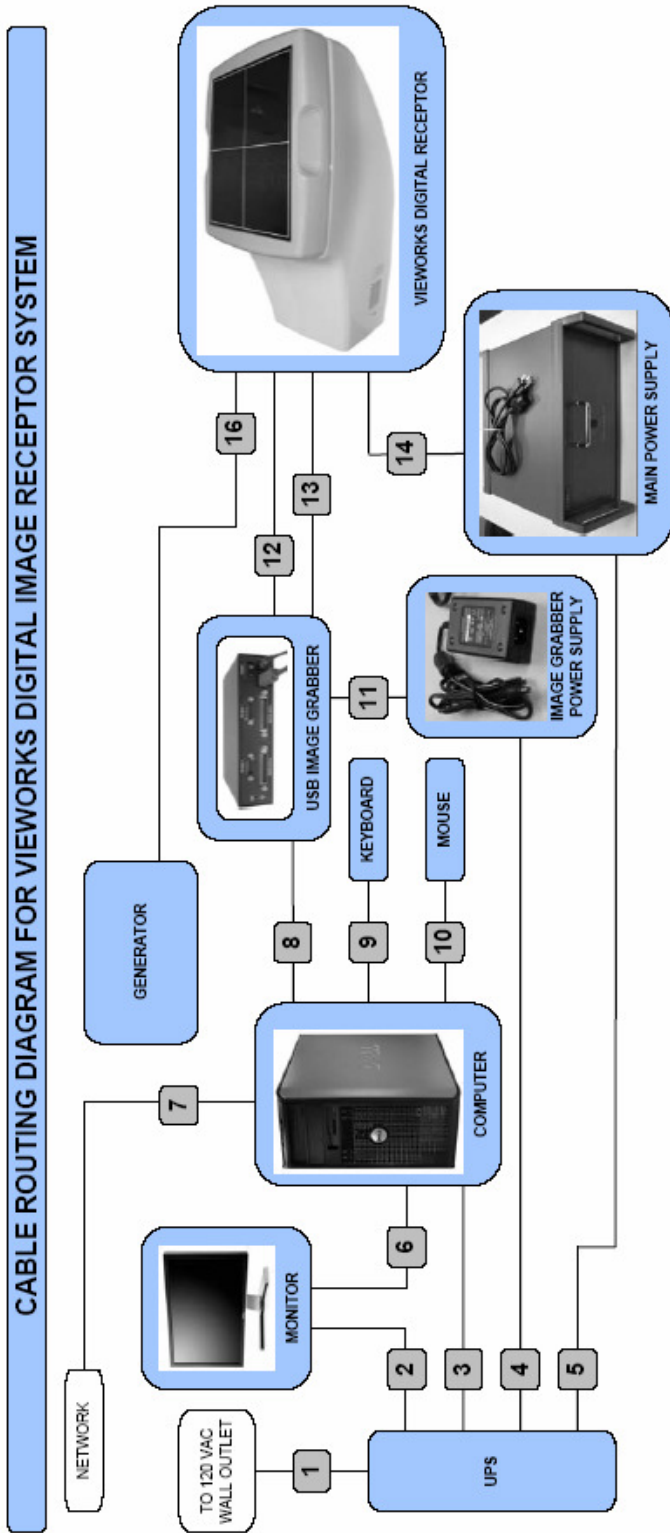 CABLE ROUTING DIAGRAM FOR VIEWORKS DIGITAL IMAGE RECEPTOR SYSTEM
NETWORK
7
GENERATOR
16
VIEWORKS DIGITAL RECEPTOR
TO 120 VAC
WALL OUTLET
1
MONITOR
2
6
COMPUTER
8
USB IMAGE GRABBER
12
13
9
KEYBOARD
10
MOUSE
11
IMAGE GRABBER
POWER SUPPLY
14
MAIN POWER SUPPLY
UPS
3
4
5